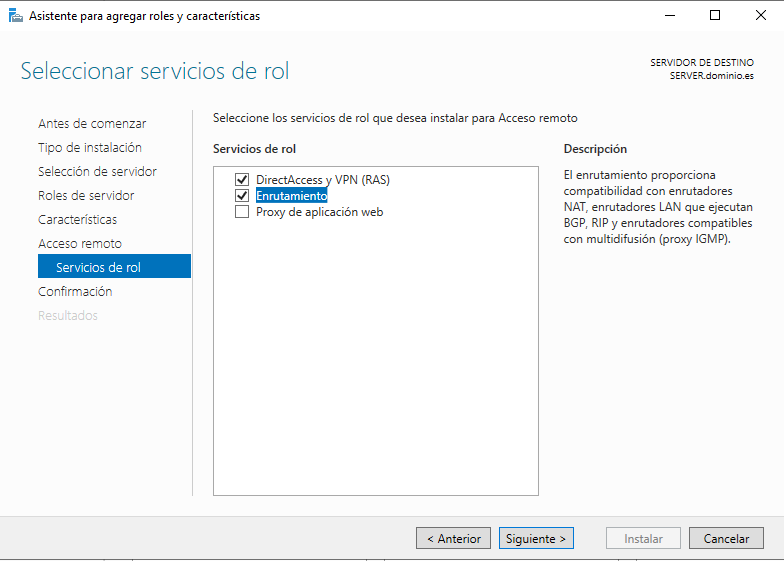 Asistente para agregar roles y características
Seleccionar servicios de rol
SERVIDOR DE DESTINO
SERVER.dominio.es
Antes de comenzar
Tipo de instalación
Selección de servidor
Roles de servidor
Características
Acceso remoto
Servicios de rol
Confirmación
Resultados
Seleccione los servicios de rol que desea instalar para Acceso remoto
Servicios de rol
DirectAccess y VPN (RAS)
Enrutamiento
Proxy de aplicación web
Descripción
El enrutamiento proporciona
compatibilidad con enrutadores
NAT, enrutadores LAN que ejecutan
BGP, RIP y enrutadores compatibles
con multidifusión (proxy IGMP).
< Anterior
Siguiente >
Instalar
Cancelar